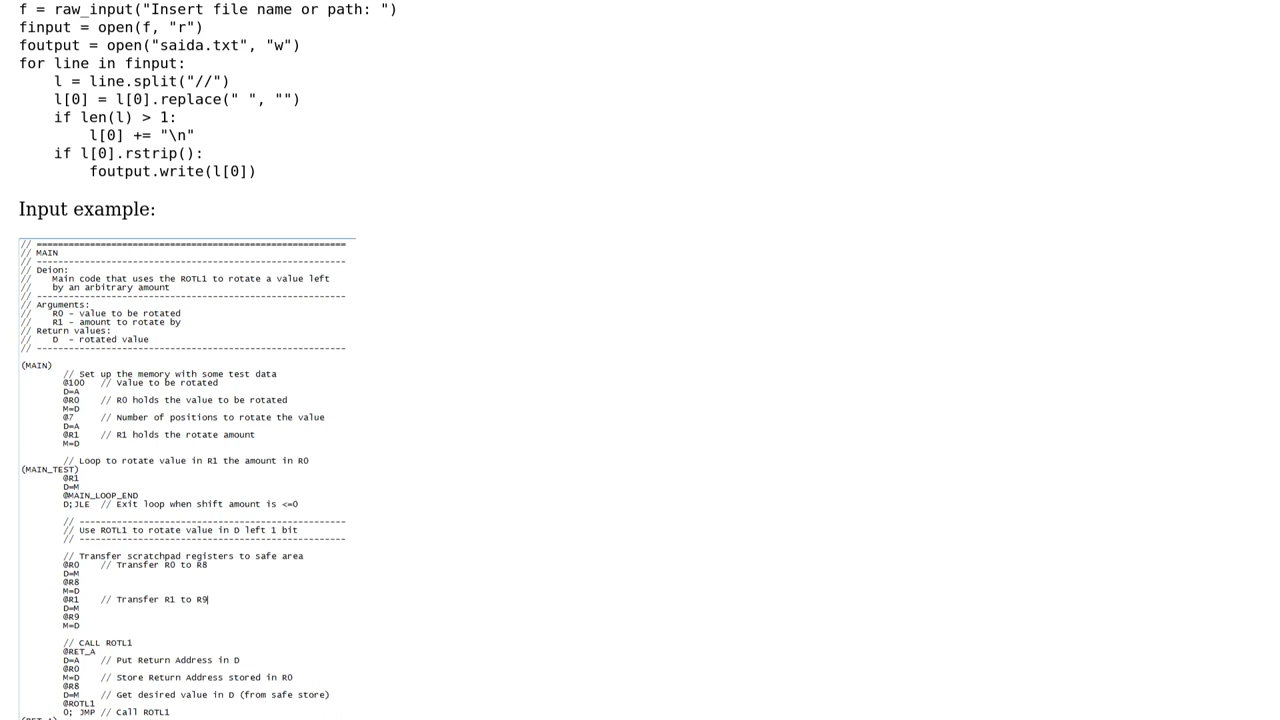 f = raw_input("Insert file name or path: ")
finput = open(f, "r")
foutput = open("saida.txt", "w")
for line in finput:
    l = line.split("//")
    l[0] = l[0].replace(" ", "")
    if len(l) > 1:
        l[0] += "\n"
    if l[0].rstrip():
        foutput.write(l[0])
Input example:
// ===========================================================
// MAIN
// -----------------------------------------------------------
// Deion:
//    Main code that uses the ROTL1 to rotate a value left
//    by an arbitrary amount
// -----------------------------------------------------------
// Arguments:
//    R0 - value to be rotated
//    R1 - amount to rotate by
// Return values:
//    D  - rotated value
// -----------------------------------------------------------
(MAIN)
        // Set up the memory with some test data
        @100   // Value to be rotated
        D=A
        @R0    // R0 holds the value to be rotated
        M=D
        @7     // Number of positions to rotate the value
        D=A
        @R1    // R1 holds the rotate amount
        M=D
        // Loop to rotate value in R1 the amount in R0
(MAIN_TEST)
        @R1
        D=M
        @MAIN_LOOP_END
        D;JLE  // Exit loop when shift amount is <=0
        // ---------------------------------------------------
        // Use ROTL1 to rotate value in D left 1 bit
        // ---------------------------------------------------
        // Transfer scratchpad registers to safe area
        @R0    // Transfer R0 to R8
        D=M
        @R8
        M=D
        @R1    // Transfer R1 to R9
        D=M
        @R9
        M=D
        // CALL ROTL1
        @RET_A
        D=A    // Put Return Address in D
        @R0
        M=D    // Store Return Address stored in R0
        @R8
        D=M    // Get desired value in D (from safe store)
        @ROTL1
        0; JMP // Call ROTL1